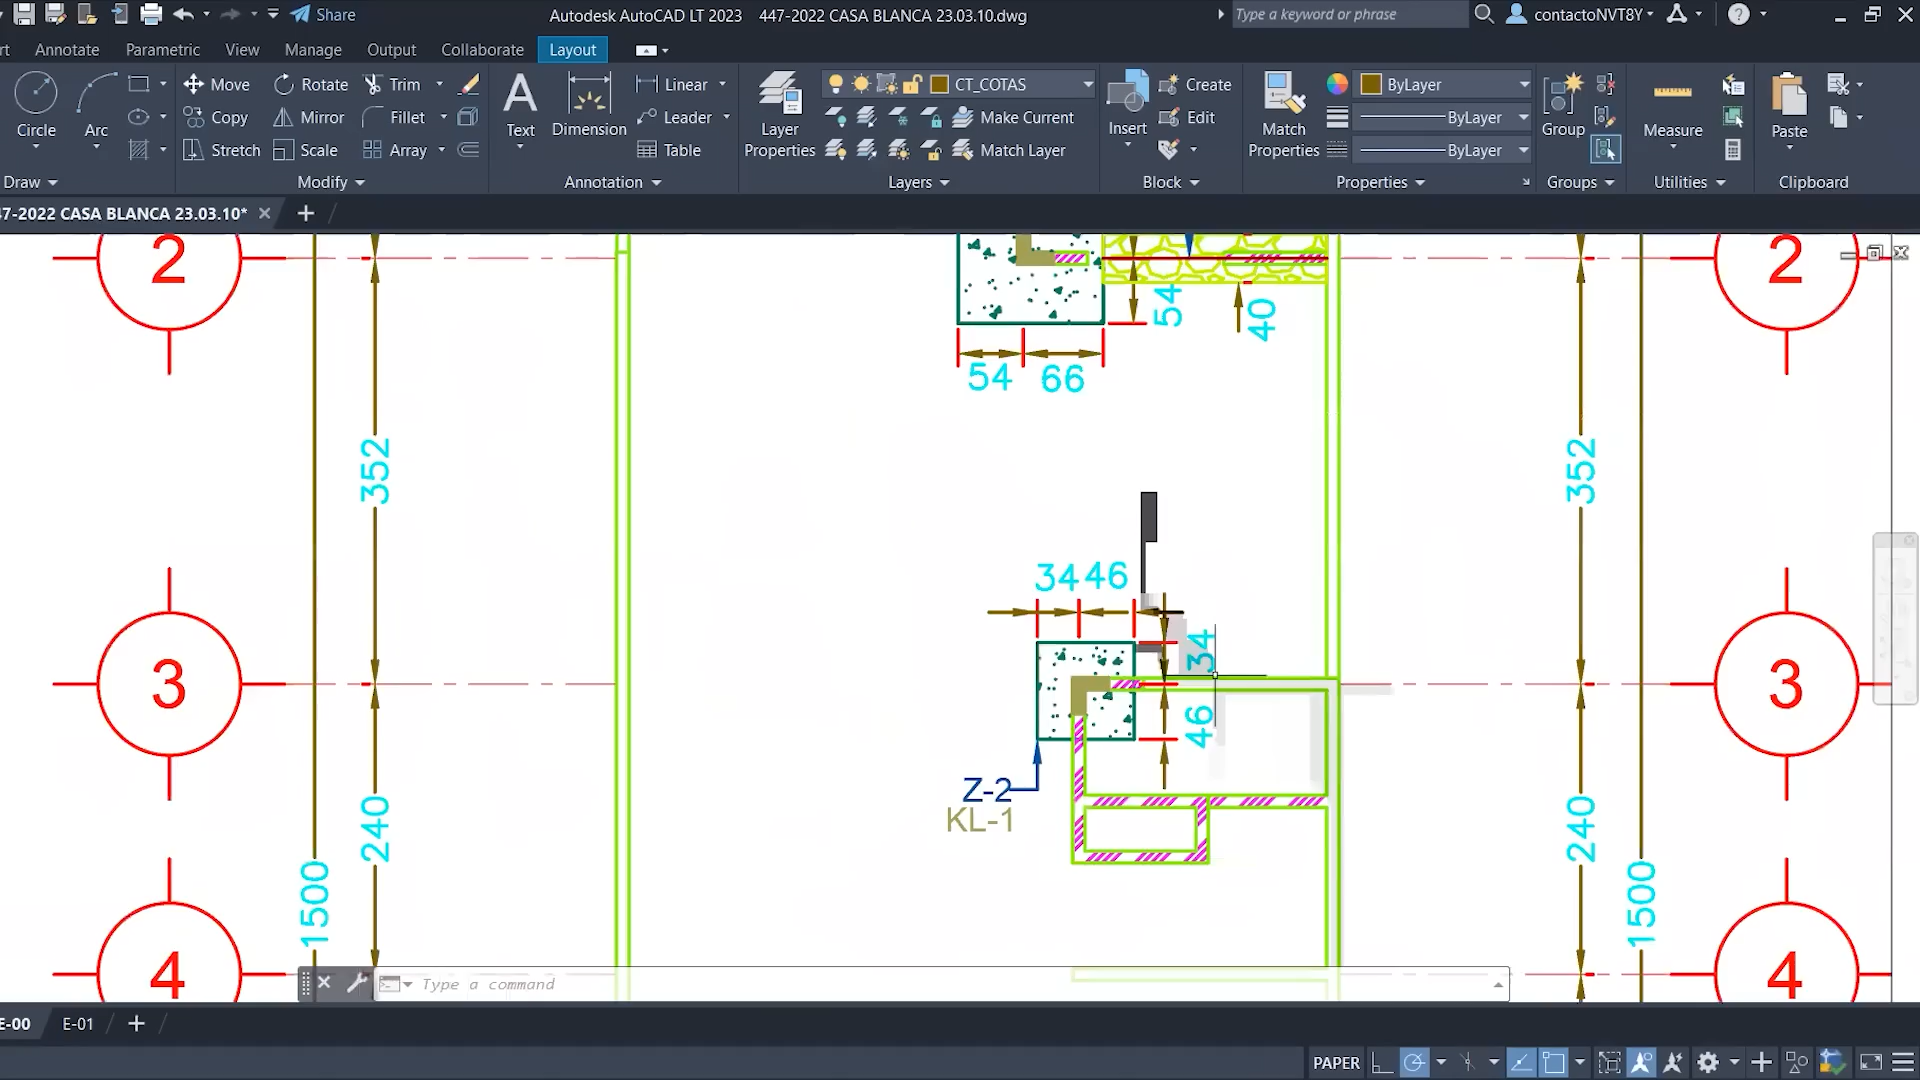 Share
Autodesk AutoCAD LT 2023 447-2022 CASA BLANCA 23.03.10.dwg
Type a keyword or phrase
contactoNVT8Y
rt Annotate Parametric View Manage Output Collaborate Layout
Circle
Arc
Draw
Move Rotate Trim
Copy Mirror Fillet
Stretch Scale Array
Modify
Text
Dimension
Linear
Leader
Table
Annotation
Layer
Properties
CT_COTAS
Make Current
Match Layer
Layers
Insert
Create
Edit
Block
Match
Properties
ByLayer
ByLayer
ByLayer
Properties
Group
Groups
Measure
Utilities
Paste
Clipboard
47-2022 CASA BLANCA 23.03.10*
2
2
54
40
54 66
352
352
34 46
34
3
3
46
Z-2
KL-1
240
240
1500
1500
4
4
Type a command
E-00 E-01
PAPER